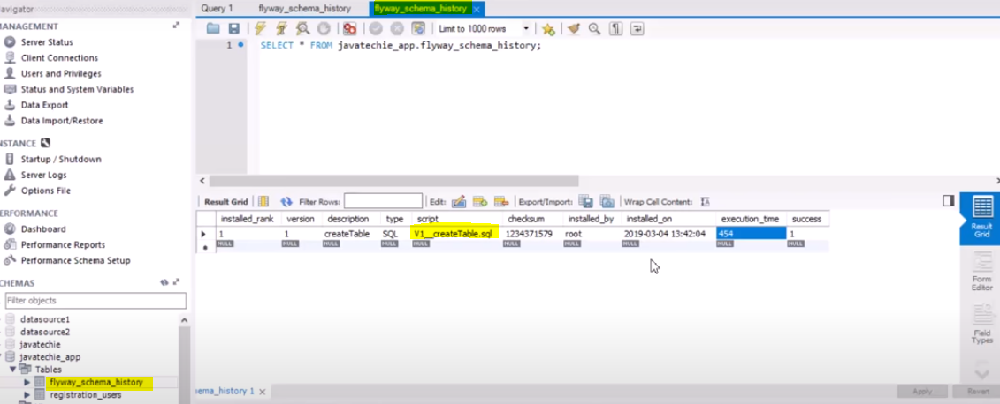 avigator
MANAGEMENT
Server Status
Client Connections
Users and Privileges
Status and System Variables
Data Export
Data Import/Restore
NSTANCE
Startup / Shutdown
Server Logs
Options File
ERFORMANCE
Dashboard
Performance Reports
Performance Schema Setup
CHEMAS
Filter objects
datasource1
datasource2
javatechie
javatechie_app
Tables
flyway_schema_history
registration_users
Query 1 flyway_schema_history flyway_schema_history
Limit to 1000 rows
1 SELECT * FROM javatechie_app.flyway_schema_history;
Result Grid Filter Rows: Edit: Export/Import: Wrap Cell Content:
installed_rank version description type script checksum installed_by installed_on execution_time success
1 1 createTable SQL V1__createTable.sql 1234371579 root 2019-03-04 13:42:04 454 1
NULL NULL NULL NULL NULL NULL NULL NULL NULL NULL
Result
Grid
Form
Editor
Field
Types
ema_history 1
Apply Revert